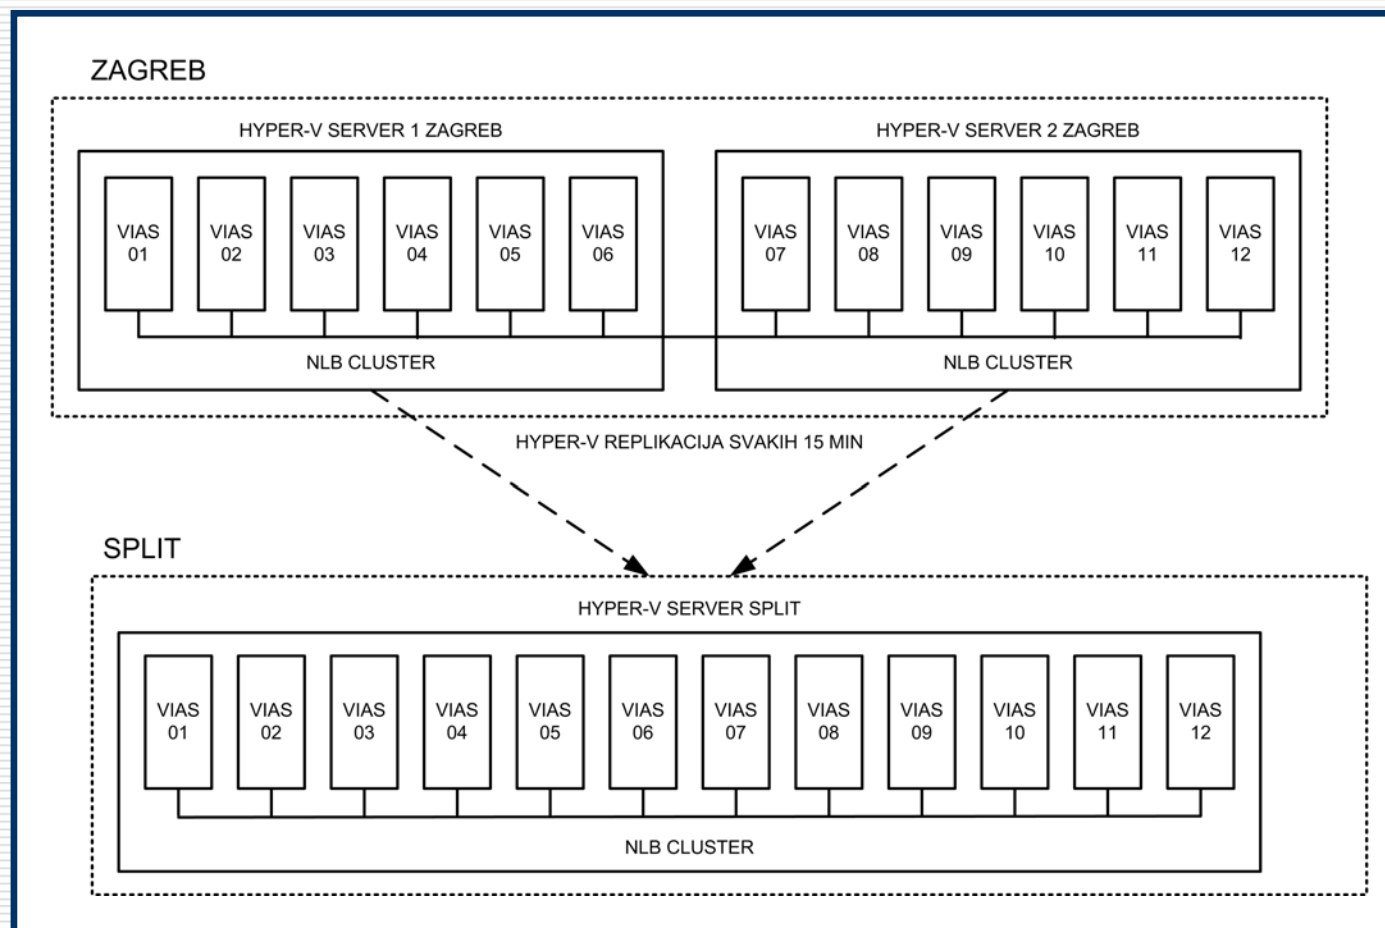 ZAGREB
HYPER-V SERVER 1 ZAGREB
HYPER-V SERVER 2 ZAGREB
VIAS
01
VIAS
02
VIAS
03
VIAS
04
VIAS
05
VIAS
06
VIAS
07
VIAS
08
VIAS
09
VIAS
10
VIAS
11
VIAS
12
NLB CLUSTER
NLB CLUSTER
HYPER-V REPLIKACIJA SVAKIH 15 MIN
SPLIT
HYPER-V SERVER SPLIT
VIAS
01
VIAS
02
VIAS
03
VIAS
04
VIAS
05
VIAS
06
VIAS
07
VIAS
08
VIAS
09
VIAS
10
VIAS
11
VIAS
12
NLB CLUSTER